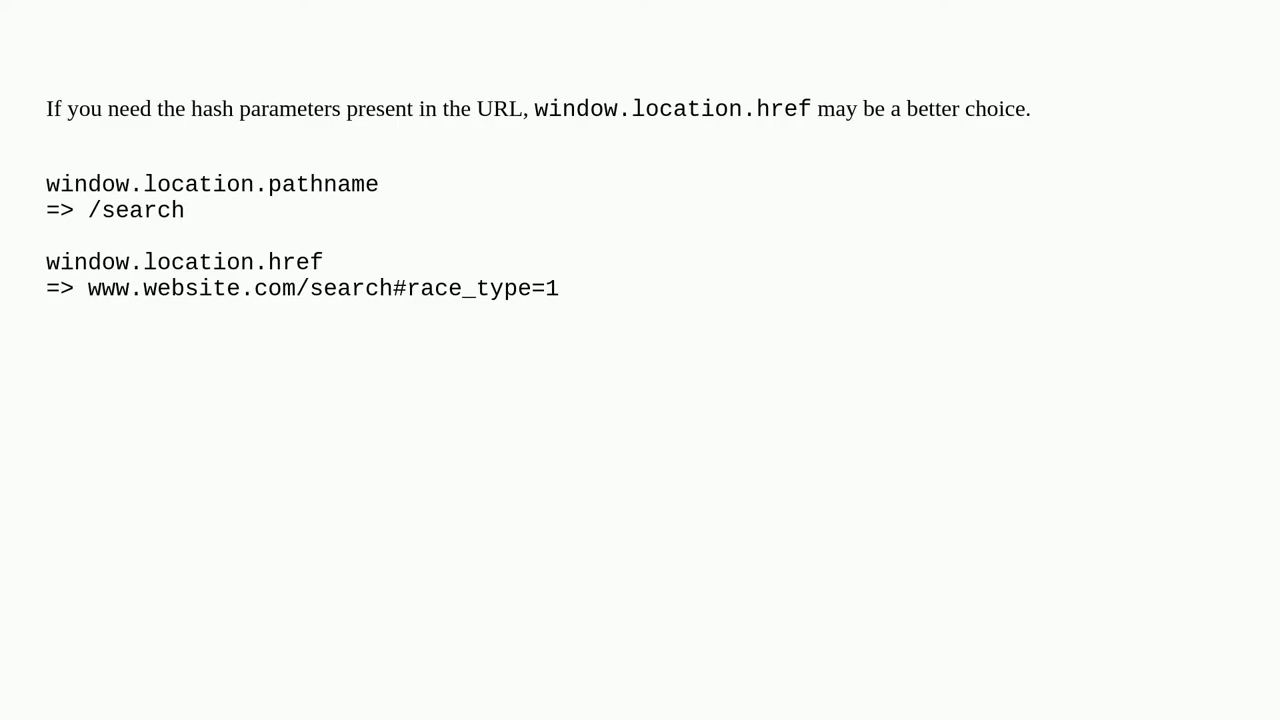 If you need the hash parameters present in the URL, window.location.href may be a better choice.
window.location.pathname
=> /search
window.location.href
=> www.website.com/search#race_type=1